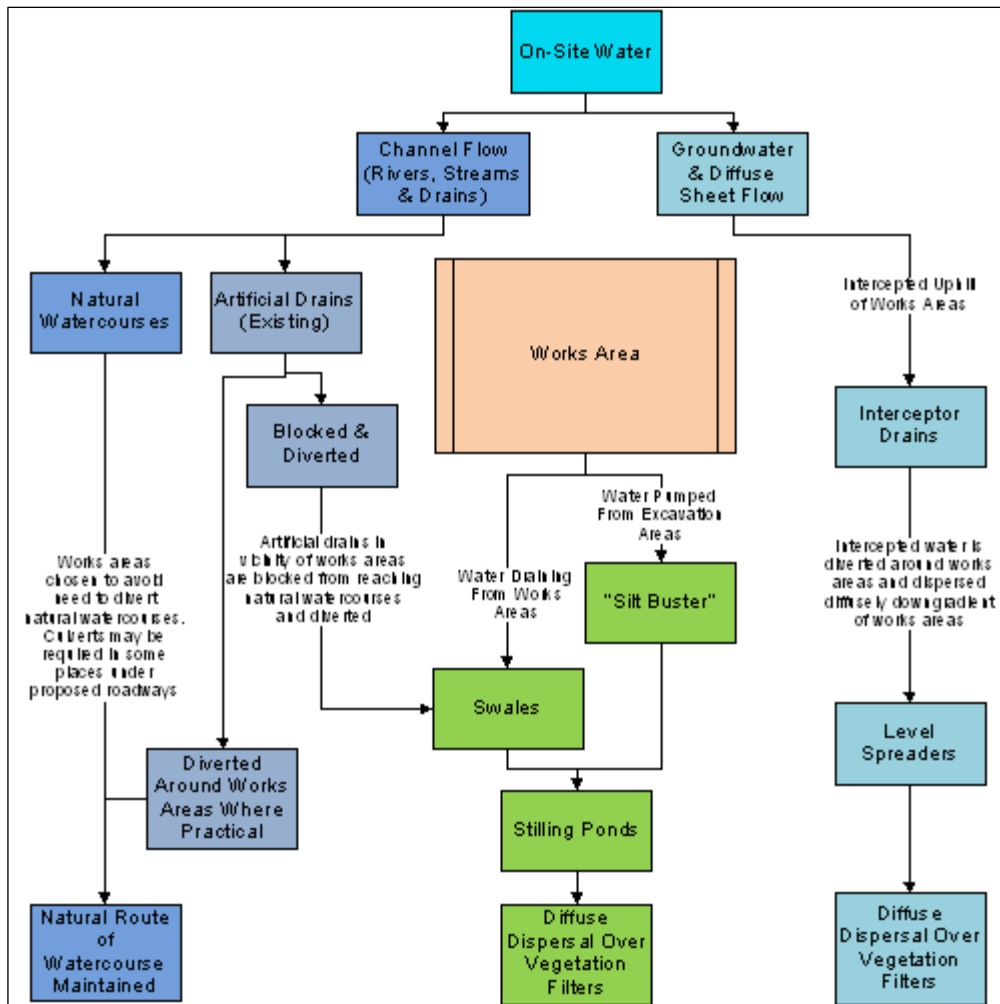 On-Site Water
Channel Flow
(Rivers, Streams
& Drains)
Groundwater
& Diffuse
Sheet Flow
Natural
Watercourses
Artificial Drains
(Existing)
Works Area
Intercepted Uphill
of Works Areas
Blocked &
Diverted
Interceptor
Drains
Water Pumped
From Excavation
Areas
Works areas
chosen to avoid
need to divert
natural watercourses.
Culverts may be
required in some
places under
proposed roadways
Artificial drains in
vicinity of works areas
are blocked from reaching
natural watercourses
and diverted
Water Draining
From Works
Areas
"Silt Buster"
Intercepted water is
diverted around works
areas and dispersed
diffusely downgradient
of works areas
Swales
Level
Spreaders
Diverted
Around Works
Areas Where
Practical
Stilling Ponds
Natural Route
of
Watercourse
Maintained
Diffuse
Dispersal Over
Vegetation
Filters
Diffuse
Dispersal Over
Vegetation
Filters